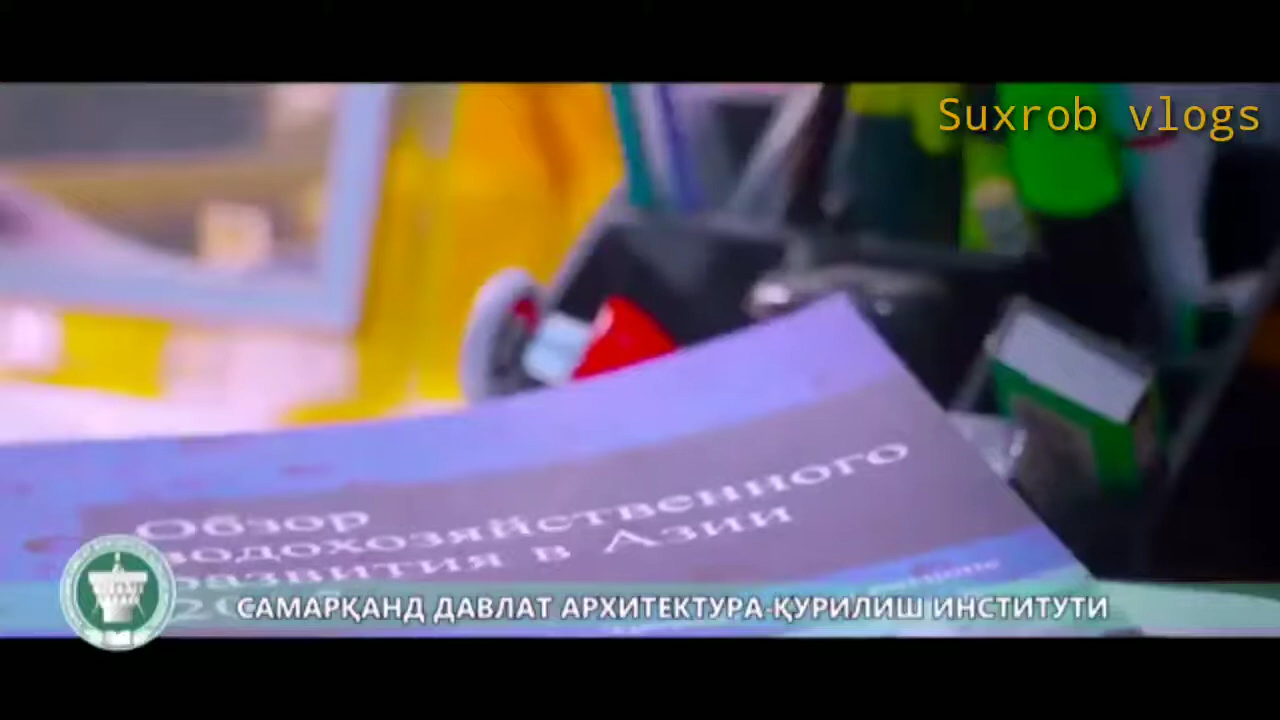 Suxrob vlogs
Обзор
водохозяйственного
развития в Азии
САМАРҚАНД ДАВЛАТ АРХИТЕКТУРА-ҚУРИЛИШ ИНСТИТУТИ